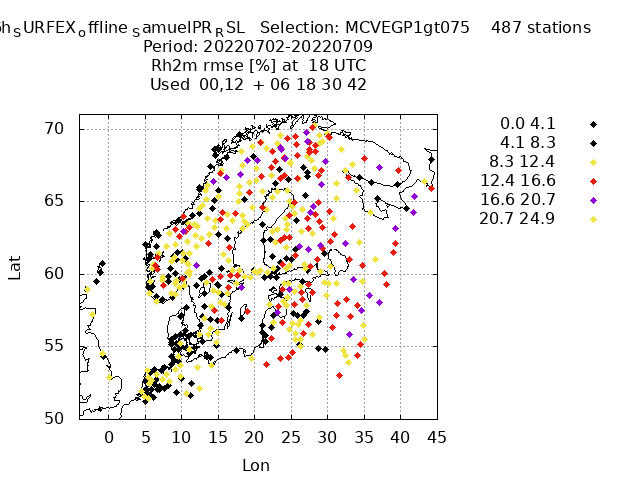 h_SURFEX_offline_SamuelPR_RSL Selection: MCVEGP1gt075 487 stations
Period: 20220702-20220709
Rh2m rmse [%] at 18 UTC
Used 00,12 + 06 18 30 42
70
65
60
55
50
0 5 10 15 20 25 30 35 40 45
Lat
Lon
0.0 4.1
4.1 8.3
8.3 12.4
12.4 16.6
16.6 20.7
20.7 24.9